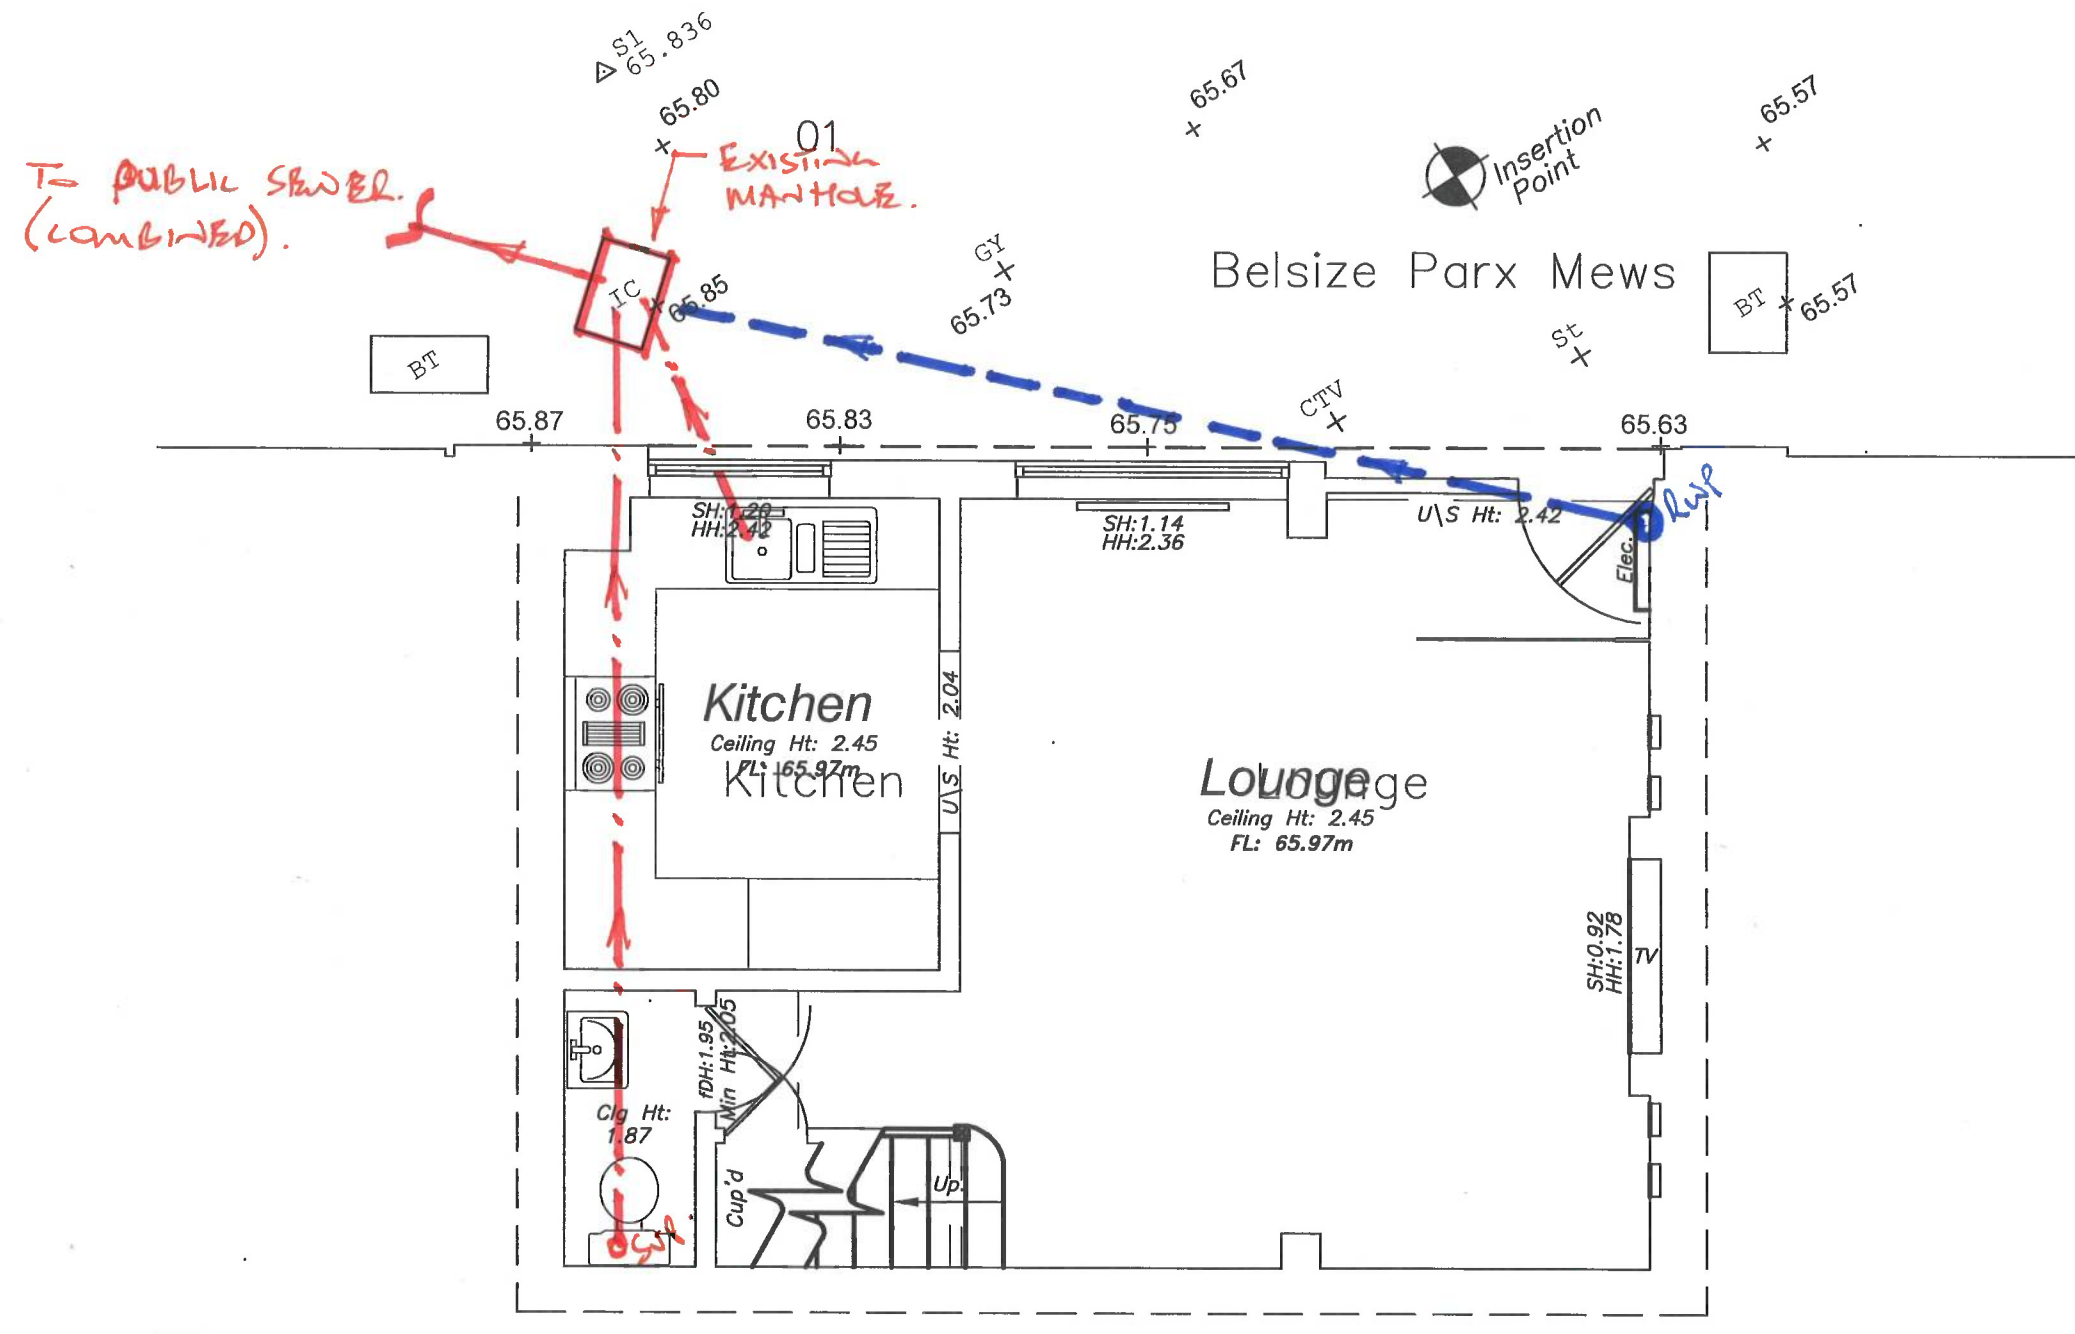 S1
65.836
65.80
01
65.67
65.57
Insertion
Point
EXISTING
MANHOLE.
TO PUBLIC SEWER.
(COMBINED).
IC
65.85
GY
65.73
Belsize Parx Mews
BT
65.57
St
BT
CTV
65.87
65.83
65.75
65.63
RWP
SH:1.20
HH:2.42
SH:1.14
HH:2.36
U\S Ht: 2.42
Elec.
Kitchen
Ceiling Ht: 2.45
FL: 65.97m
Kitchen
U\S Ht: 2.04
Lounge
Lounge
Ceiling Ht: 2.45
FL: 65.97m
SH:0.92
HH:1.78
TV
fDH:1.95
Min Ht:2.05
Clg Ht:
1.87
Cup'd
Up